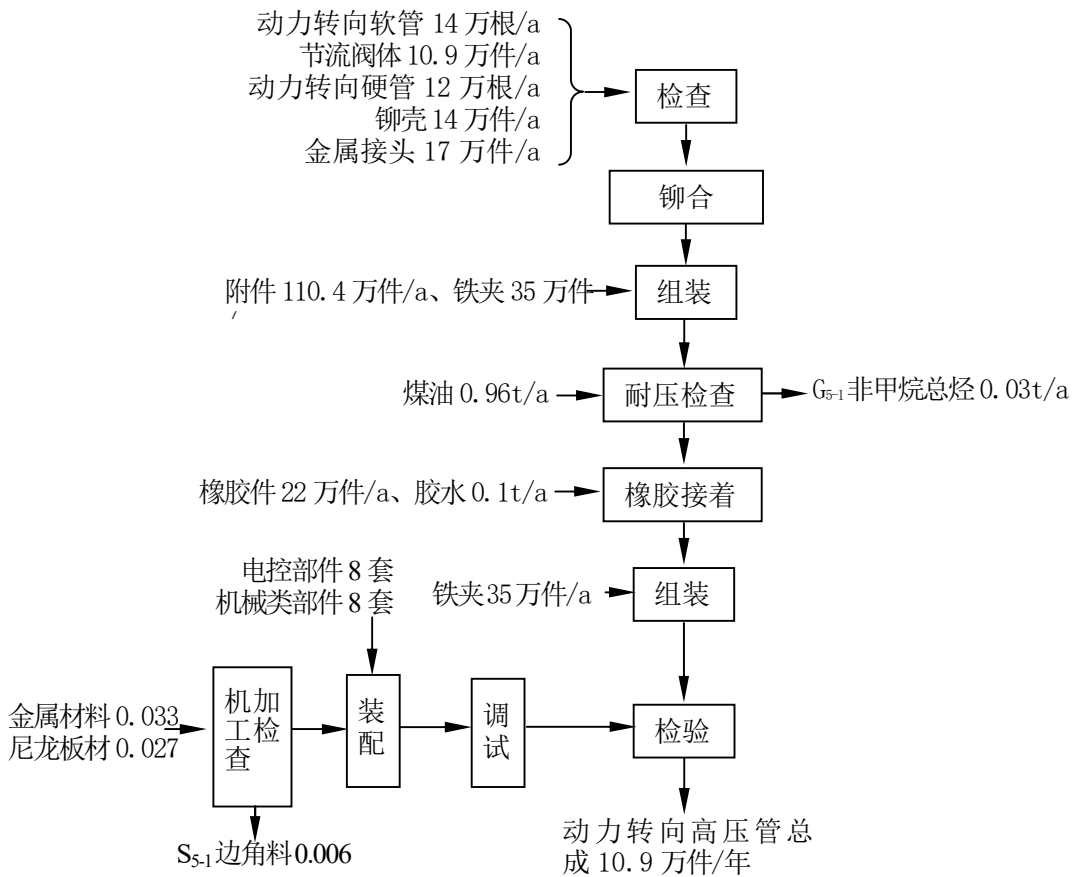 动力转向软管 14 万根/a
节流阀体 10.9 万件/a
动力转向硬管 12 万根/a
铆壳 14 万件/a
金属接头 17 万件/a
检查
铆合
附件 110.4 万件/a、铁夹 35 万件
/
组装
煤油 0.96t/a
耐压检查
G5-1 非甲烷总烃 0.03t/a
橡胶件 22 万件/a、胶水 0.1t/a
橡胶接着
电控部件 8 套
机械类部件 8 套
铁夹35 万件/a
组装
金属材料 0.033
尼龙板材 0.027
机加
工检
查
装
配
调
试
检验
S5-1 边角料 0.006
动力转向高压管总
成 10.9 万件/年